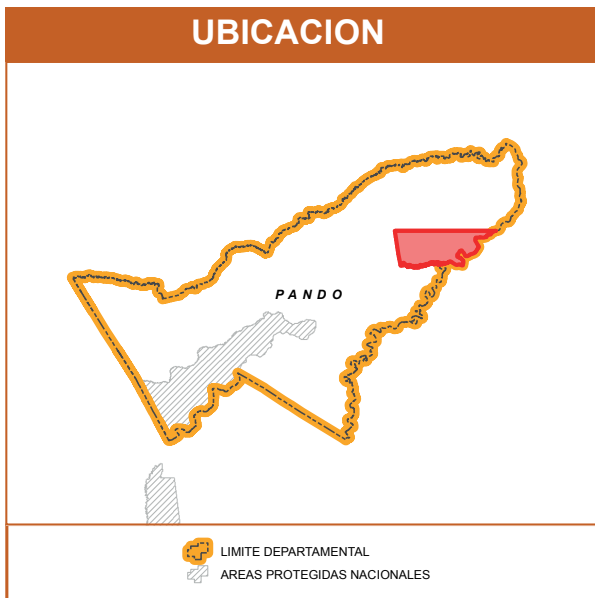 UBICACION
PANDO
LIMITE DEPARTAMENTAL
AREAS PROTEGIDAS NACIONALES